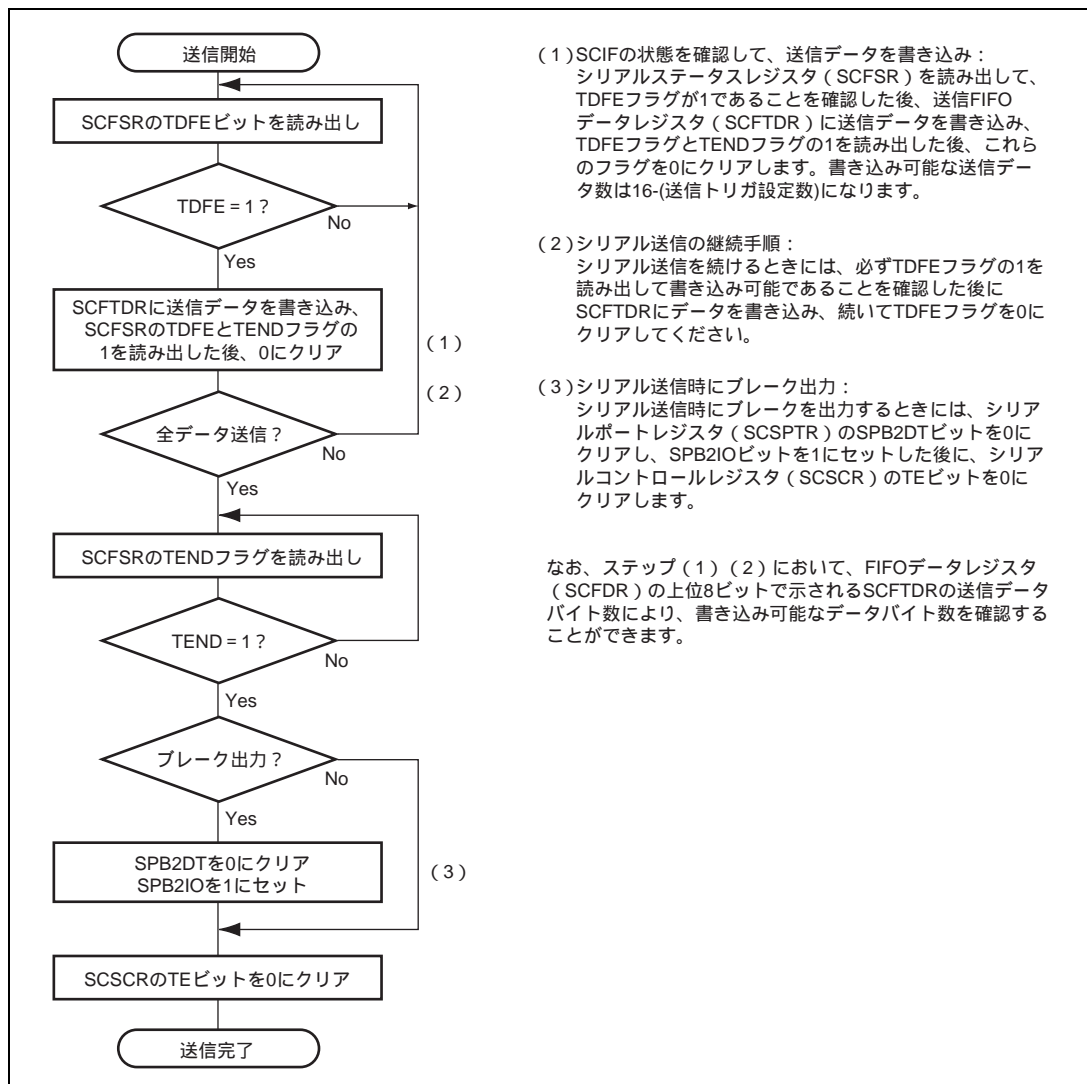 送信開始
SCFSRのTDFEビットを読み出し
TDFE = 1?
No
Yes
SCFTDRに送信データを書き込み、
SCFSRのTDFEとTENDフラグの
1を読み出した後、0にクリア
(1)
(2)
全データ送信?
No
Yes
SCFSRのTENDフラグを読み出し
TEND = 1?
No
Yes
ブレーク出力?
No
Yes
SPB2DTを0にクリア
SPB2IOを1にセット
(3)
SCSCRのTEビットを0にクリア
送信完了
(1)SCIFの状態を確認して、送信データを書き込み:
シリアルステータスレジスタ(SCFSR)を読み出して、
TDFEフラグが1であることを確認した後、送信FIFO
データレジスタ(SCFTDR)に送信データを書き込み、
TDFEフラグとTENDフラグの1を読み出した後、これら
のフラグを0にクリアします。書き込み可能な送信デー
タ数は16-(送信トリガ設定数)になります。
(2)シリアル送信の継続手順:
シリアル送信を続けるときには、必ずTDFEフラグの1を
読み出して書き込み可能であることを確認した後に
SCFTDRにデータを書き込み、続いてTDFEフラグを0に
クリアしてください。
(3)シリアル送信時にブレーク出力:
シリアル送信時にブレークを出力するときには、シリア
ルポートレジスタ(SCSPTR)のSPB2DTビットを0に
クリアし、SPB2IOビットを1にセットした後に、シリア
ルコントロールレジスタ(SCSCR)のTEビットを0に
クリアします。
なお、ステップ(1)(2)において、FIFOデータレジスタ
(SCFDR)の上位8ビットで示されるSCFTDRの送信データ
バイト数により、書き込み可能なデータバイト数を確認する
ことができます。